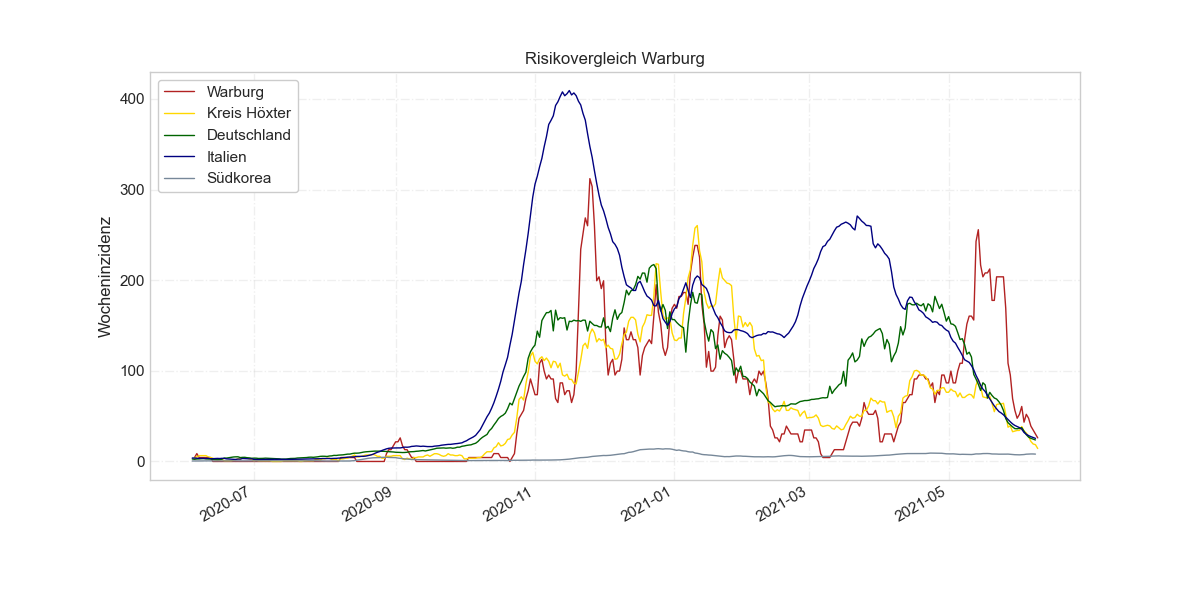 Risikovergleich Warburg
Warburg
Kreis Höxter
Deutschland
Italien
Südkorea
Wocheninzidenz
400
300
200
100
0
2020-07
2020-09
2020-11
2021-01
2021-03
2021-05